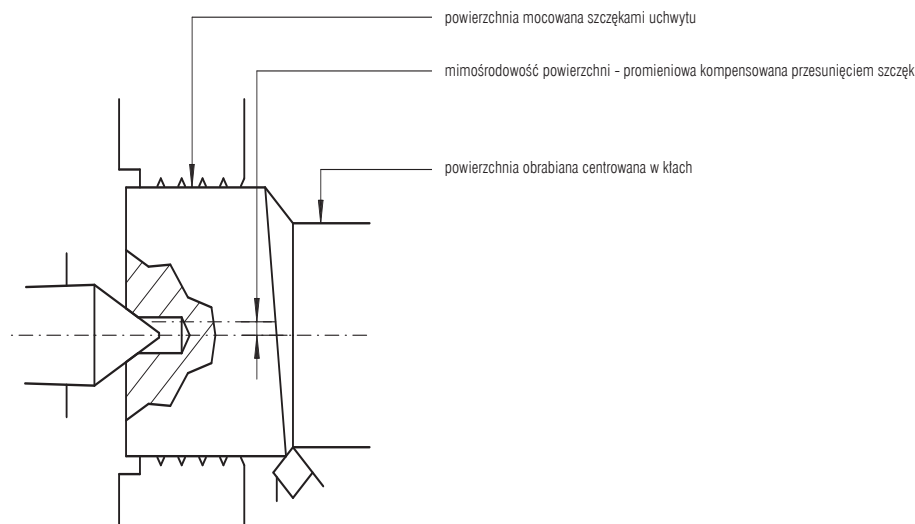 powierzchnia mocowana szczękami uchwytu
mimośrodowość powierzchni - promieniowa kompensowana przesunięciem szczęk
powierzchnia obrabiana centrowana w kłach